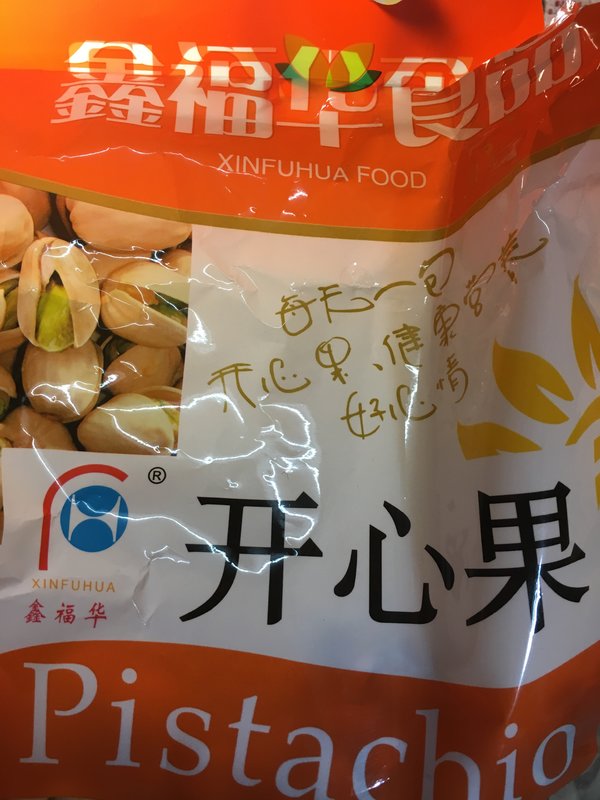 鑫福华食品
XINFUHUA FOOD
每天一包
开心果、健康营养
好心情
®
XINFUHUA
鑫福华
开心果
Pistachio